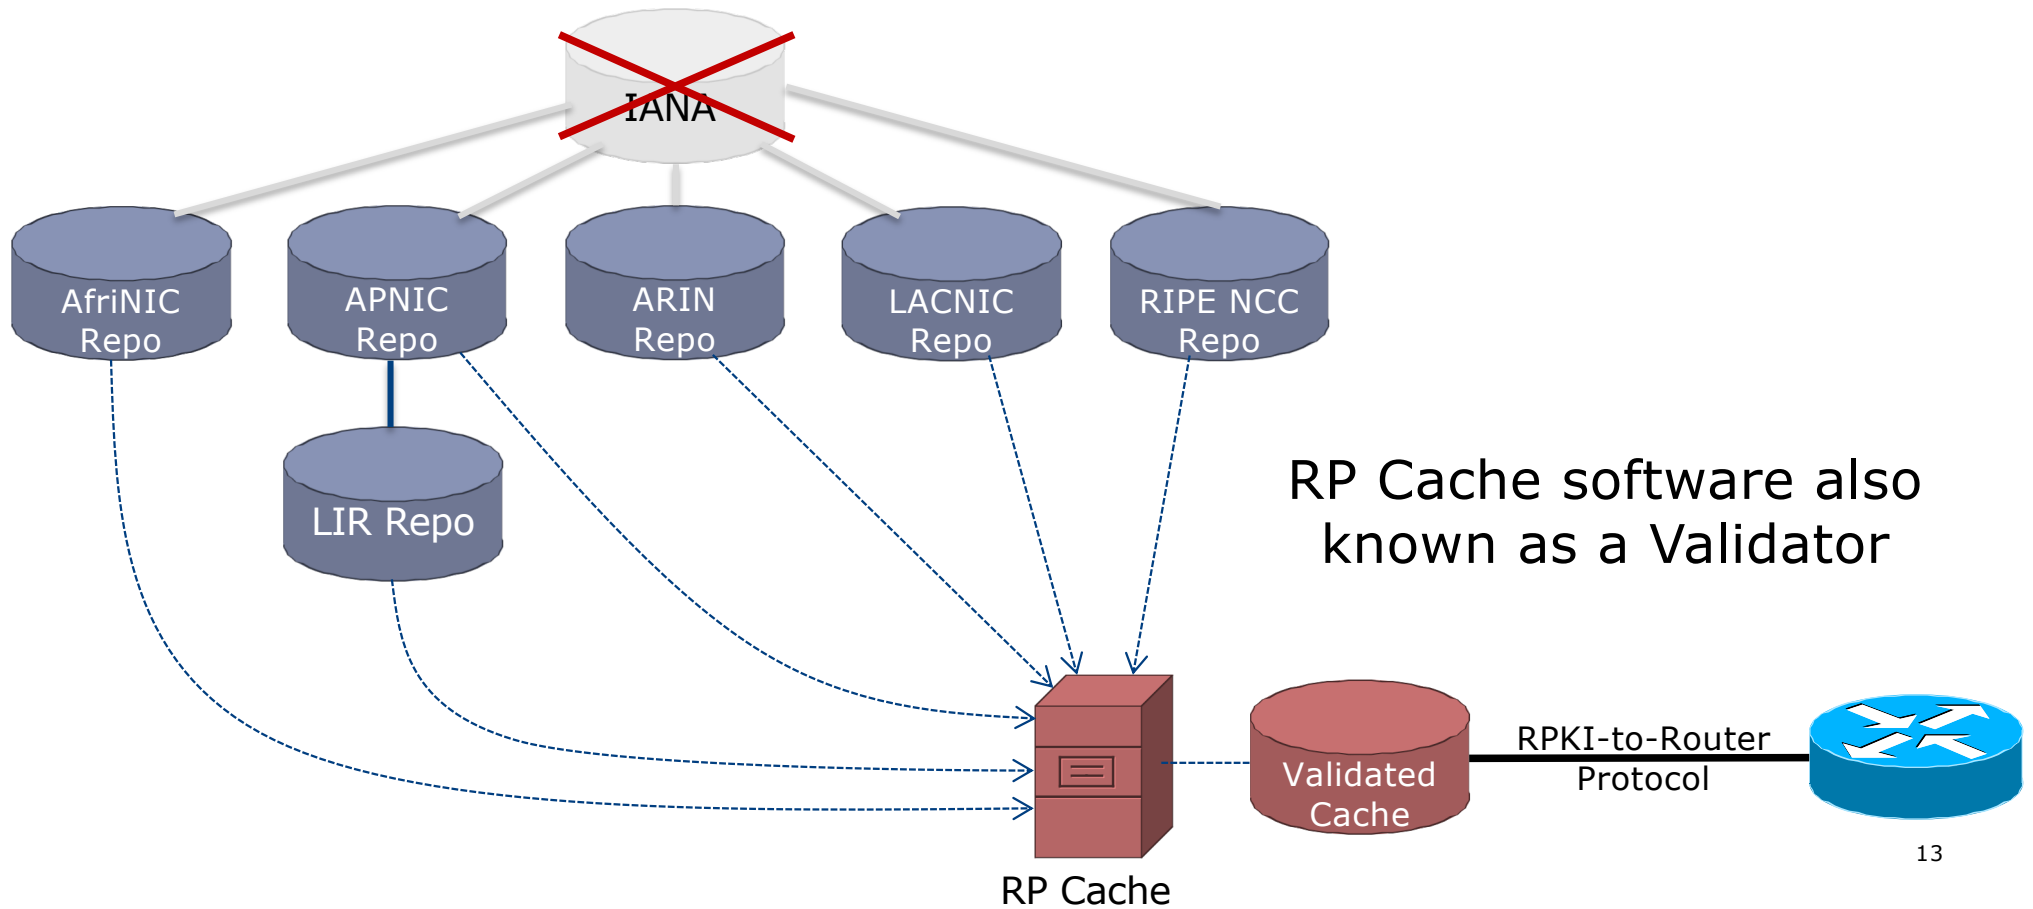 IANA
AfriNIC
Repo
APNIC
Repo
ARIN
Repo
LACNIC
Repo
RIPE NCC
Repo
LIR Repo
RP Cache software also
known as a Validator
RPKI-to-Router
Protocol
Validated
Cache
13
RP Cache